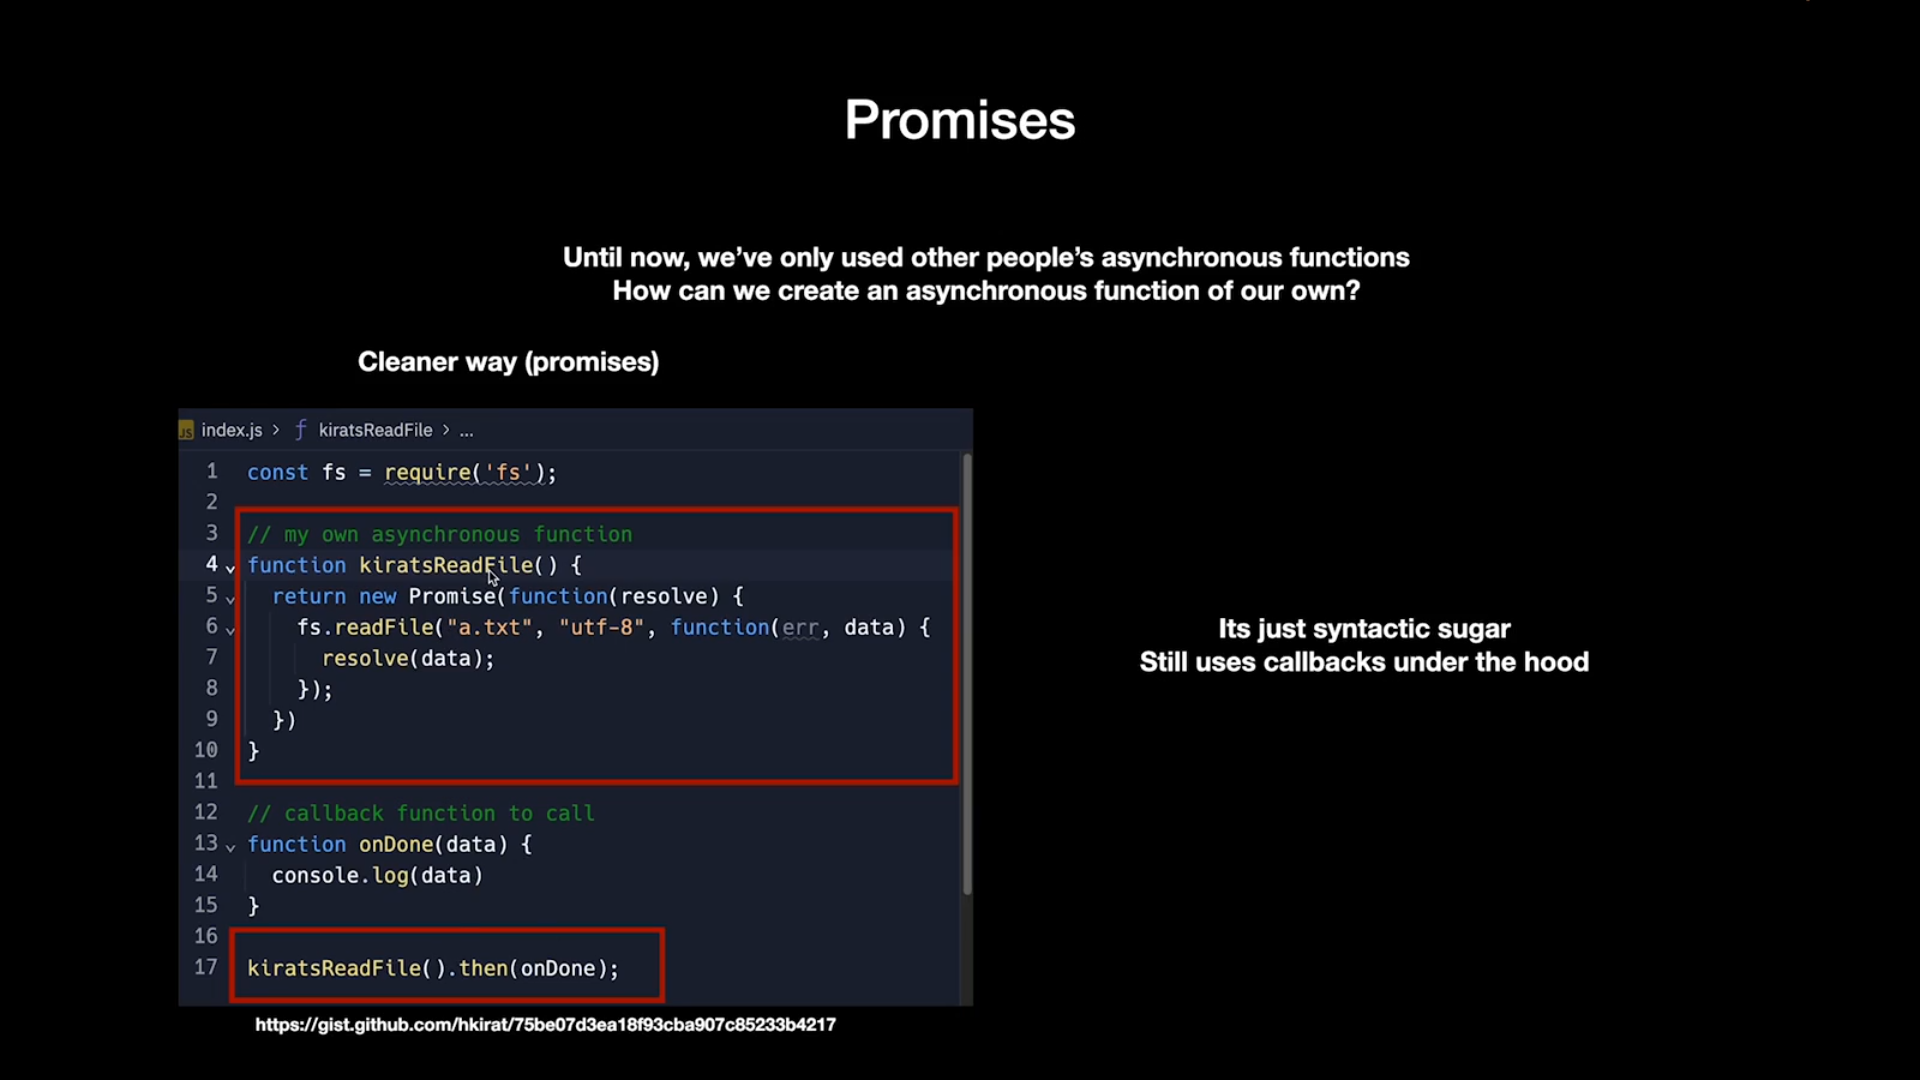 Promises
Until now, we’ve only used other people’s asynchronous functions
How can we create an asynchronous function of our own?
Cleaner way (promises)
JS index.js > ƒ kiratsReadFile > ...
1 const fs = require('fs');
2
3 // my own asynchronous function
4 function kiratsReadFile() {
5 return new Promise(function(resolve) {
6 fs.readFile("a.txt", "utf-8", function(err, data) {
7 resolve(data);
8 });
9 })
10 }
11
12 // callback function to call
13 function onDone(data) {
14 console.log(data)
15 }
16
17 kiratsReadFile().then(onDone);
Its just syntactic sugar
Still uses callbacks under the hood
https://gist.github.com/hkirat/75be07d3ea18f93cba907c85233b4217